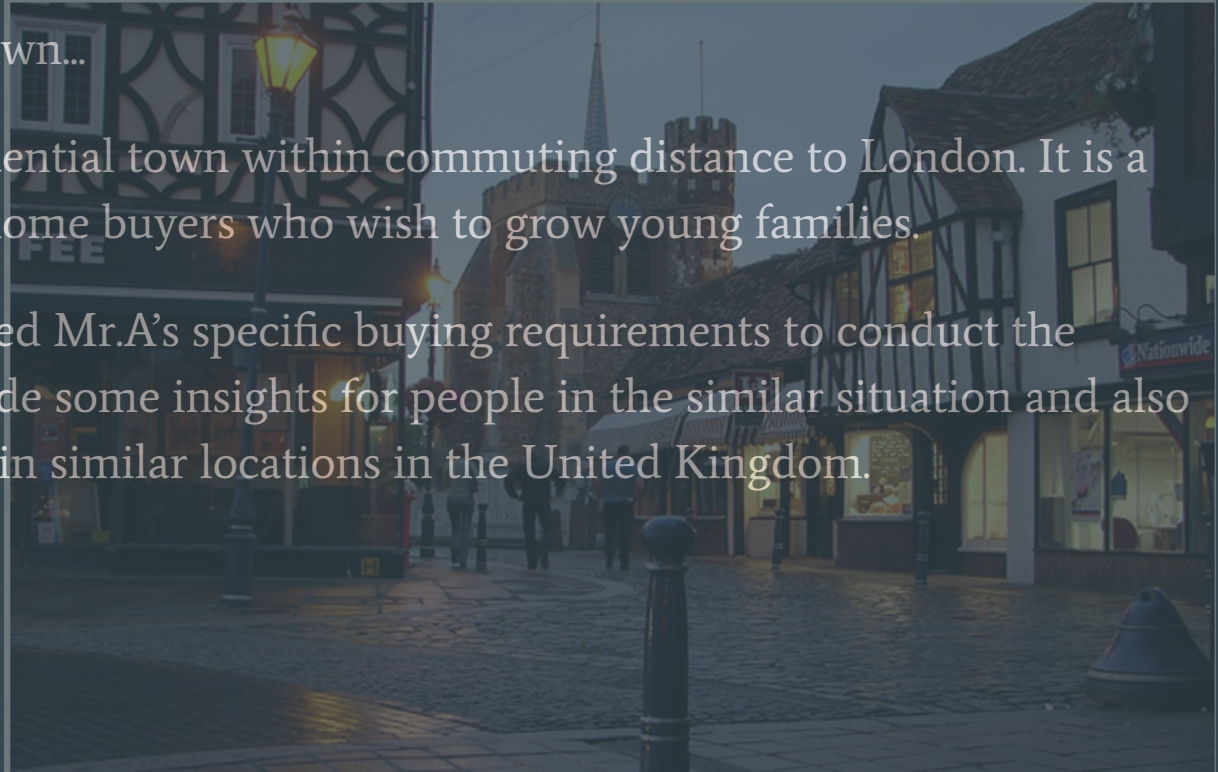 wn...
ential town within commuting distance to London. It is a
ome buyers who wish to grow young families.
FEE
ed Mr.A's specific buying requirements to conduct the
Nationwide
de some insights for people in the similar situation and also
in similar locations in the United Kingdom.
H